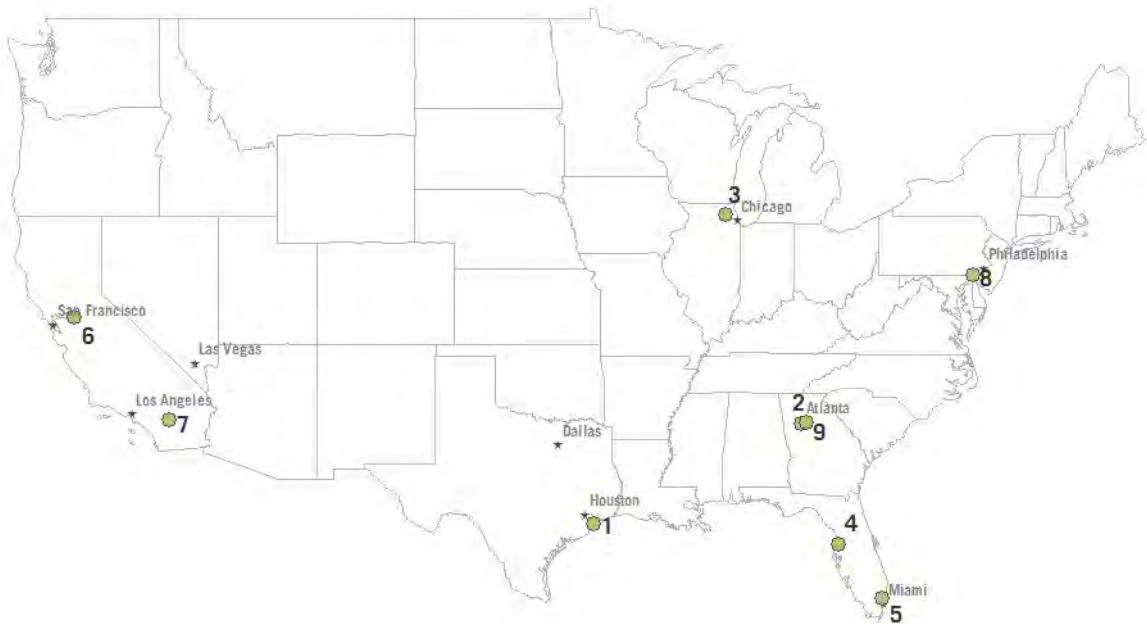 3
Chicago
Philadelphia
8
San Francisco
6
Las Vegas
Los Angeles
7
2
Atlanta
9
Dallas
Houston
1
4
Miami
5